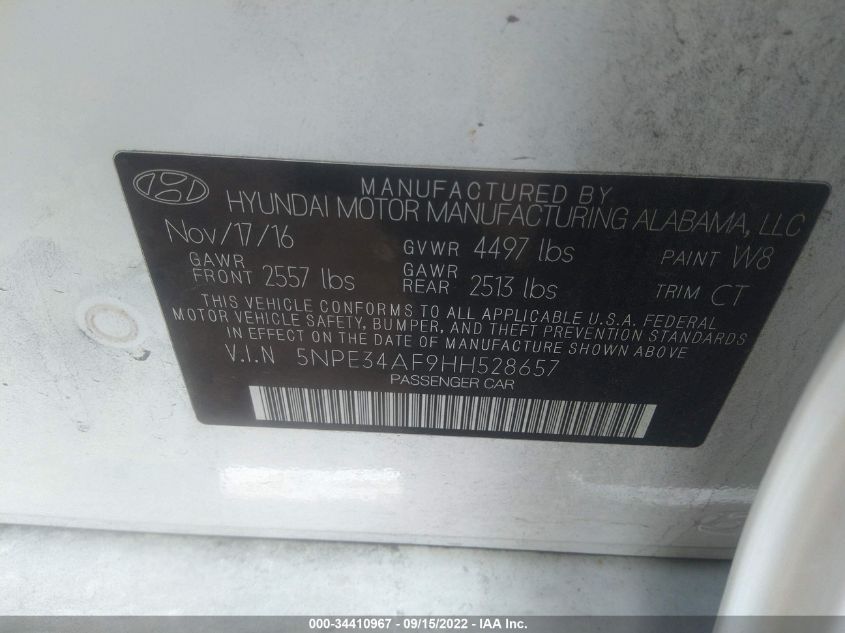 MANUFACTURED BY
HYUNDAI MOTOR MANUFACTURING ALABAMA, LLC
Nov/17/16 GVWR 4497 lbs PAINT W8
GAWR FRONT 2557 lbs GAWR REAR 2513 lbs TRIM CT
THIS VEHICLE CONFORMS TO ALL APPLICABLE U.S.A. FEDERAL
MOTOR VEHICLE SAFETY, BUMPER, AND THEFT PREVENTION STANDARDS
IN EFFECT ON THE DATE OF MANUFACTURE SHOWN ABOVE
V.I.N 5NPE34AF9HH528657
PASSENGER CAR
000-34410967 - 09/15/2022 - IAA Inc.